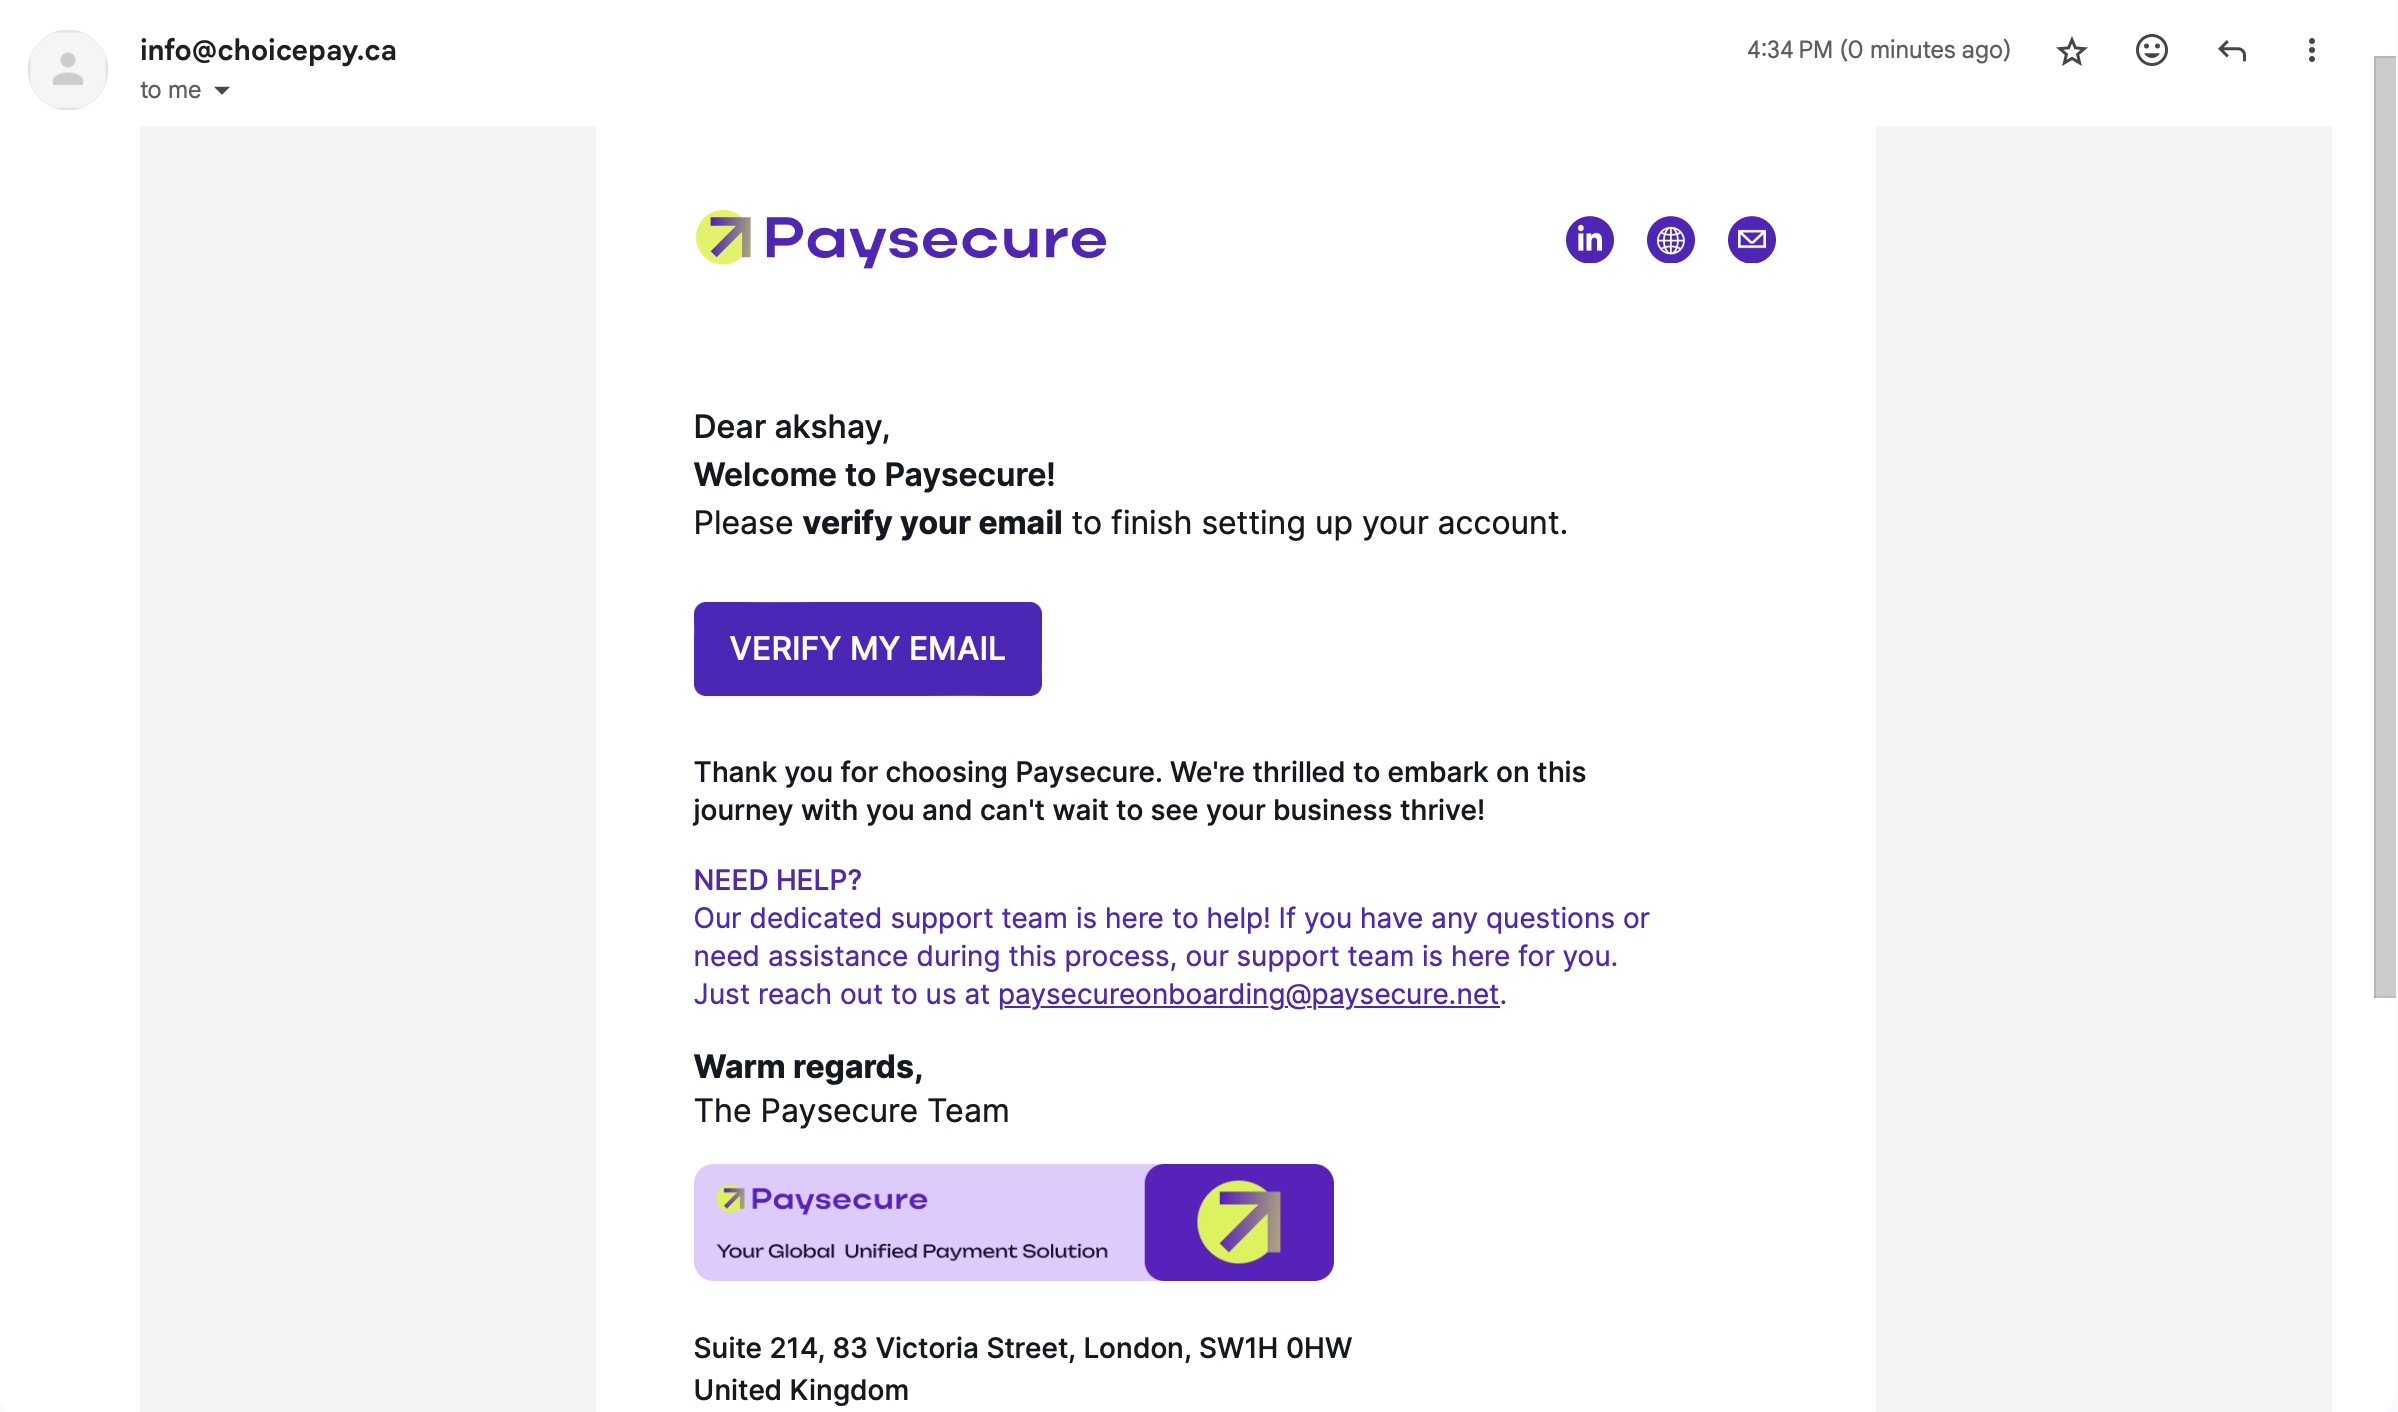 info@choicepay.ca
4:34 PM (0 minutes ago)
to me
Paysecure
in
Dear akshay,
Welcome to Paysecure!
Please verify your email to finish setting up your account.
VERIFY MY EMAIL
Thank you for choosing Paysecure. We're thrilled to embark on this
journey with you and can't wait to see your business thrive!
NEED HELP?
Our dedicated support team is here to help! If you have any questions or
need assistance during this process, our support team is here for you.
Just reach out to us at paysecureonboarding@paysecure.net.
Warm regards,
The Paysecure Team
Paysecure
Your Global Unified Payment Solution
Suite 214, 83 Victoria Street, London, SW1H 0HW
United Kingdom